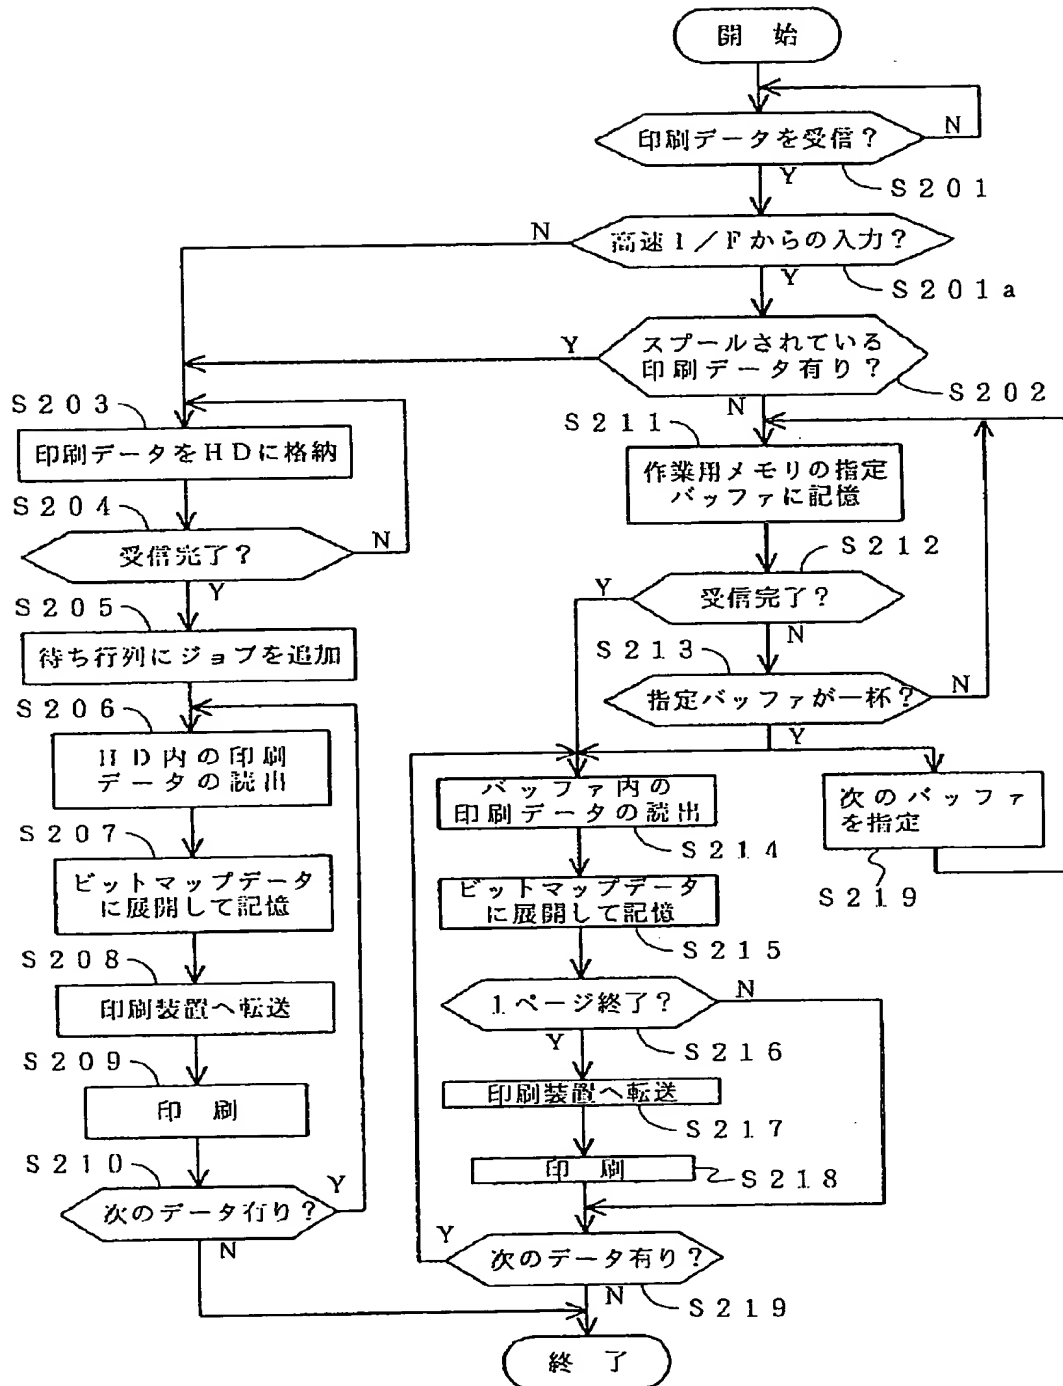 開 始
印刷データを受信?
N
Y
S201
高速I/Fからの入力?
N
Y
S201a
スプールされている
印刷データ有り?
Y
N
S202
S203
印刷データをHDに格納
S204
受信完了?
N
Y
S205
待ち行列にジョブを追加
S206
HD内の印刷
データの読出
S207
ビットマップデータ
に展開して記憶
S208
印刷装置へ転送
S209
印 刷
S210
次のデータ有り?
Y
N
S211
作業用メモリの指定
バッファに記憶
S212
受信完了?
Y
N
S213
指定バッファが一杯?
N
Y
バッファ内の
印刷データの読出
S214
次のバッファ
を指定
S219
ビットマップデータ
に展開して記憶
S215
1ページ終了?
N
Y
S216
印刷装置へ転送
S217
印 刷
S218
次のデータ有り?
Y
N
S219
終 了